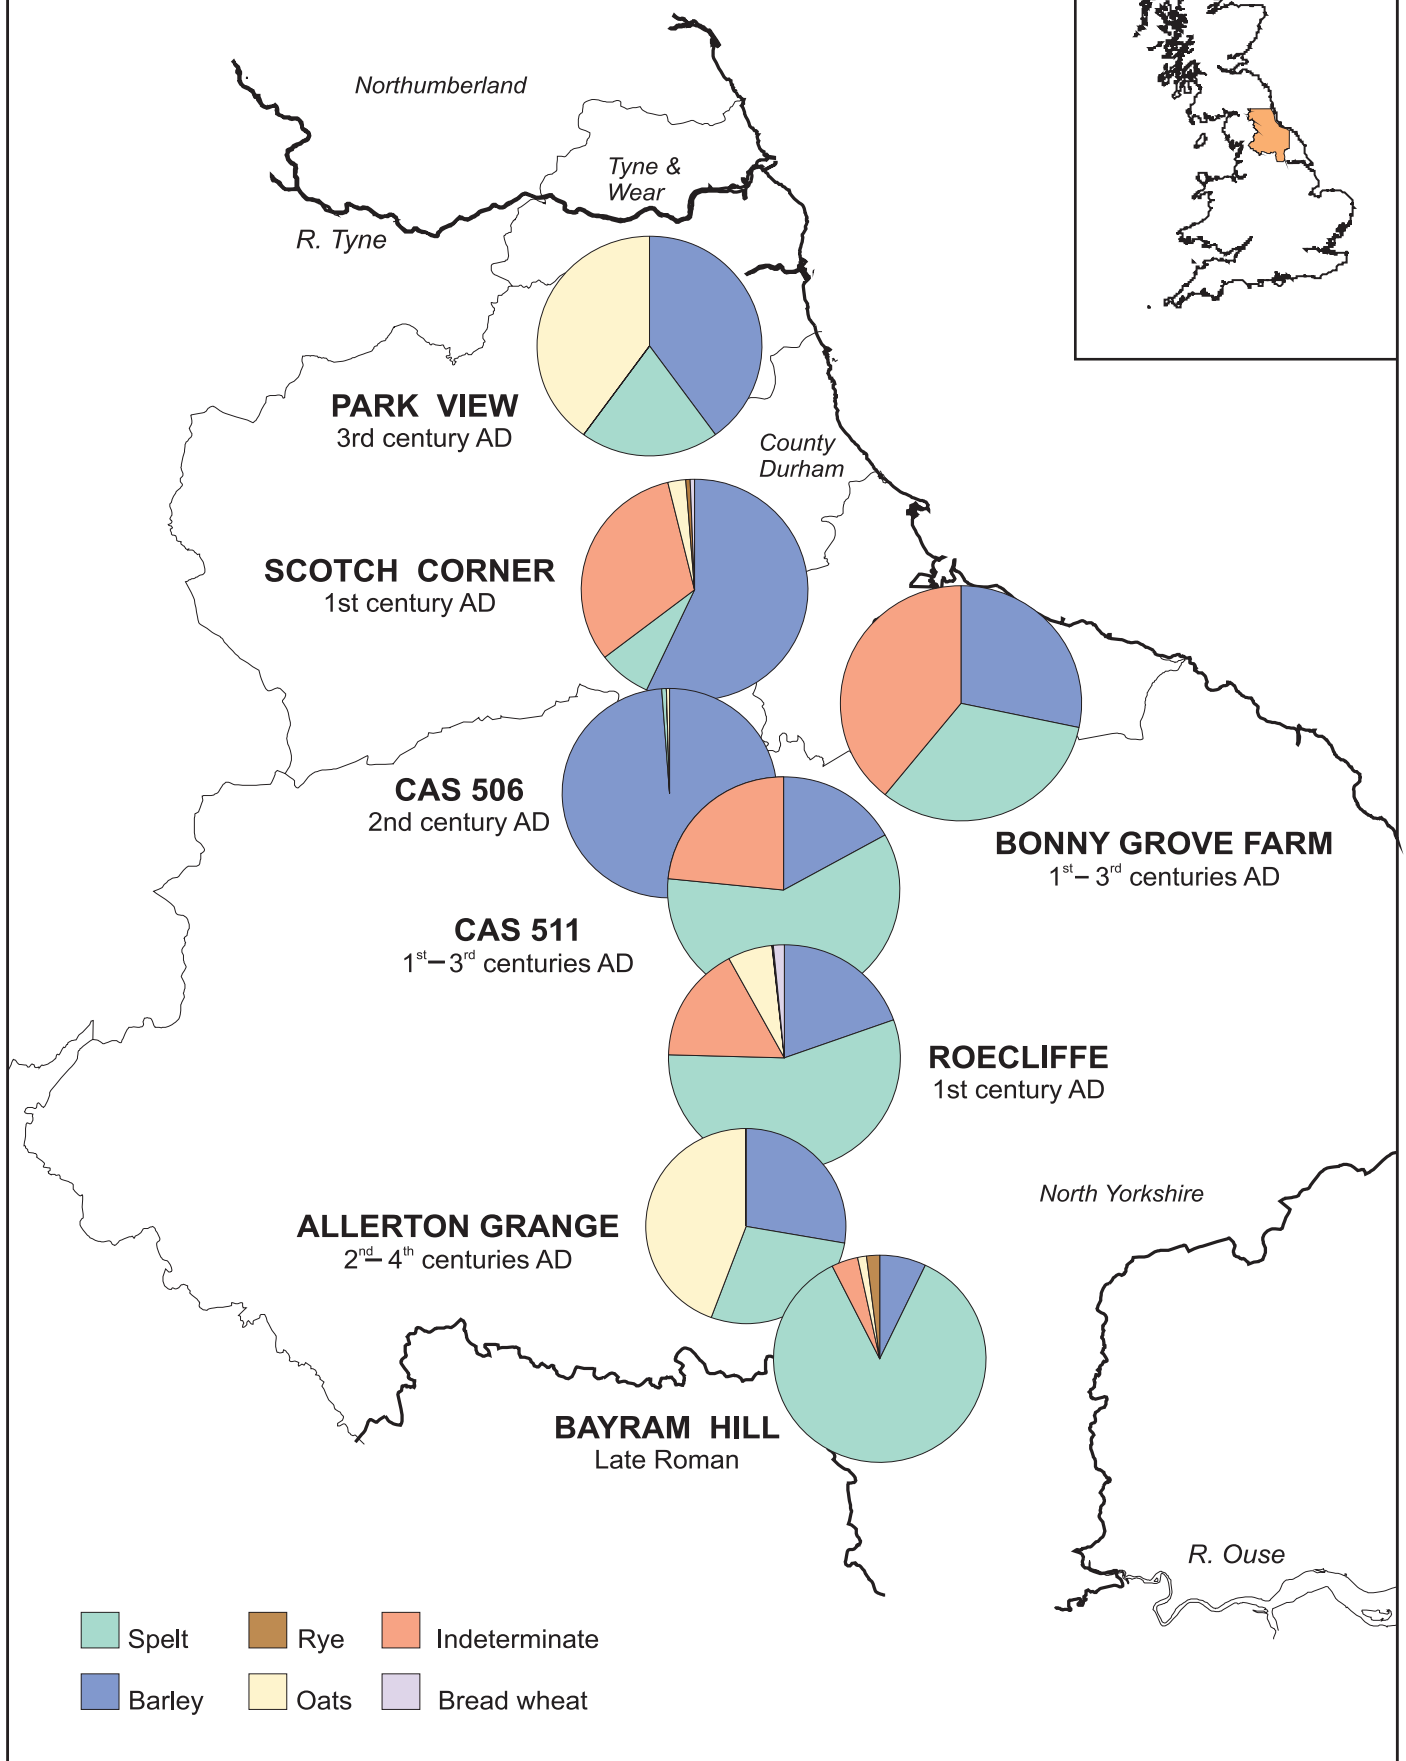 Northumberland
Tyne &
Wear
R. Tyne
PARK VIEW
3rd century AD
County
Durham
SCOTCH CORNER
1st century AD
CAS 506
2nd century AD
BONNY GROVE FARM
1st– 3rd centuries AD
CAS 511
1st–3rd centuries AD
ROECLIFFE
1st century AD
North Yorkshire
ALLERTON GRANGE
2nd– 4th centuries AD
BAYRAM HILL
Late Roman
R. Ouse
Spelt
Rye
Indeterminate
Barley
Oats
Bread wheat